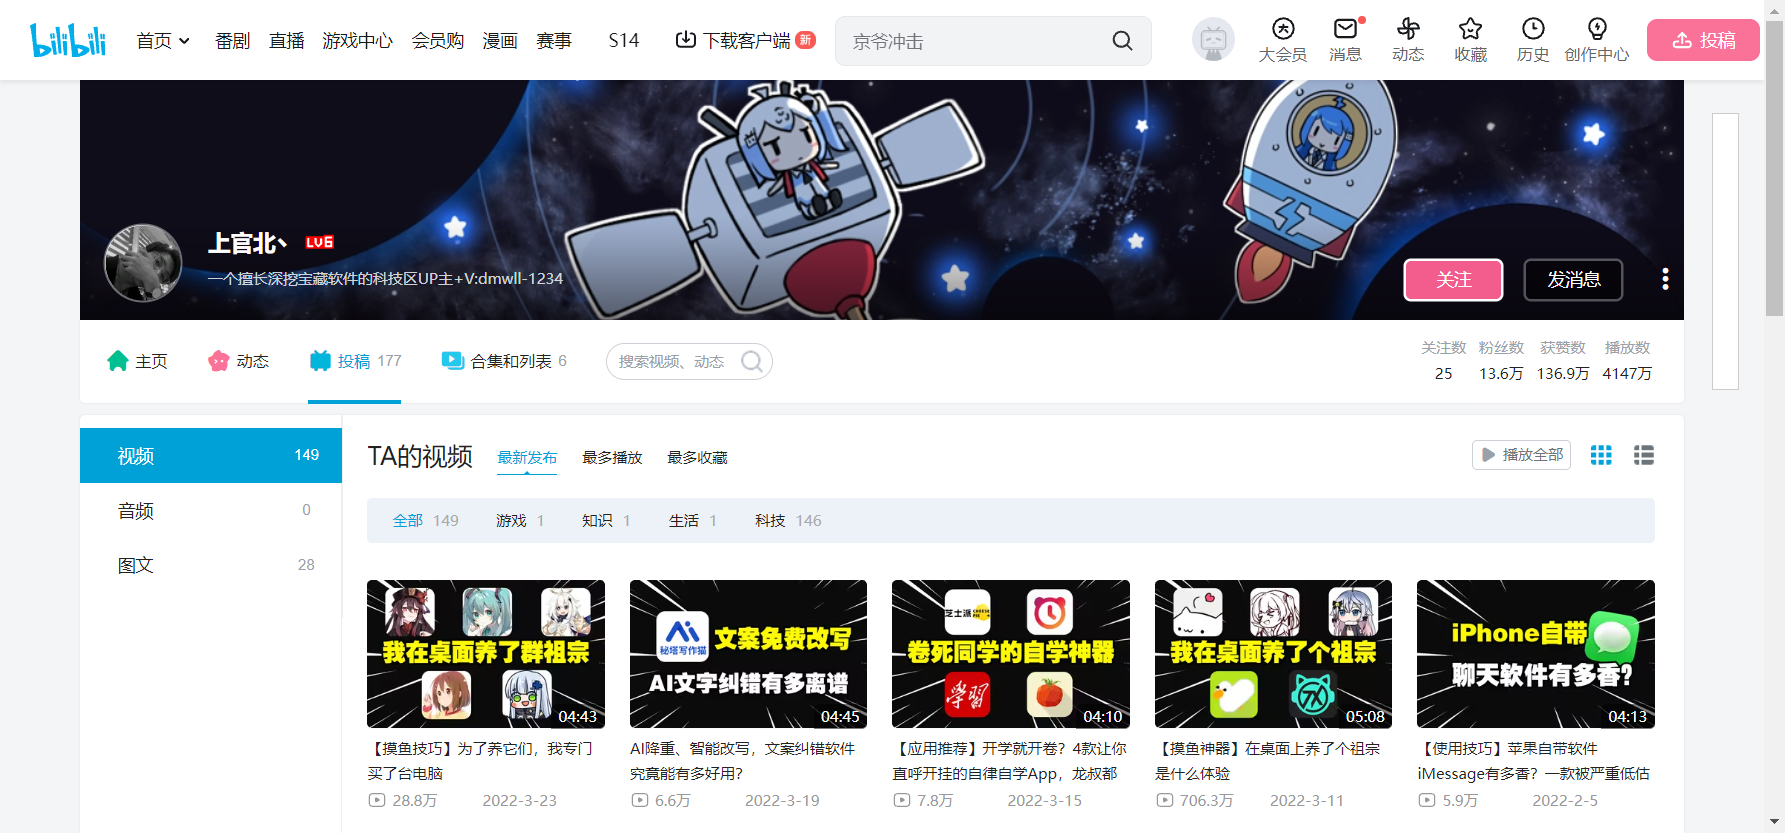 bilibili 首页 番剧 直播 游戏中心 会员购 漫画 赛事 S14 下载客户端 新 京爷冲击 大会员 消息 动态 收藏 历史 创作中心 投稿
上官北丶 LV6
一个擅长深挖宝藏软件的科技区UP主+V:dmwll-1234
关注 发消息
主页 动态 投稿 177 合集和列表 6 搜索视频、动态
关注数 粉丝数 获赞数 播放数
25 13.6万 136.9万 4147万
视频 149
音频 0
图文 28
TA的视频 最新发布 最多播放 最多收藏 播放全部
全部 149 游戏 1 知识 1 生活 1 科技 146
我在桌面养了群祖宗
04:43
【摸鱼技巧】为了养它们，我专门
买了台电脑
28.8万 2022-3-23
秘塔写作猫
文案免费改写
AI文字纠错有多离谱
04:45
AI降重、智能改写，文案纠错软件
究竟能有多好用？
6.6万 2022-3-19
芝士派 CHEESE PIE
卷死同学的自学神器
学習
04:10
【应用推荐】开学就开卷？4款让你
直呼开挂的自律自学App，龙叔都
7.8万 2022-3-15
我在桌面养了个祖宗
05:08
【摸鱼神器】在桌面上养了个祖宗
是什么体验
706.3万 2022-3-11
iPhone自带
聊天软件有多香？
04:13
【使用技巧】苹果自带软件
iMessage有多香？一款被严重低估
5.9万 2022-2-5